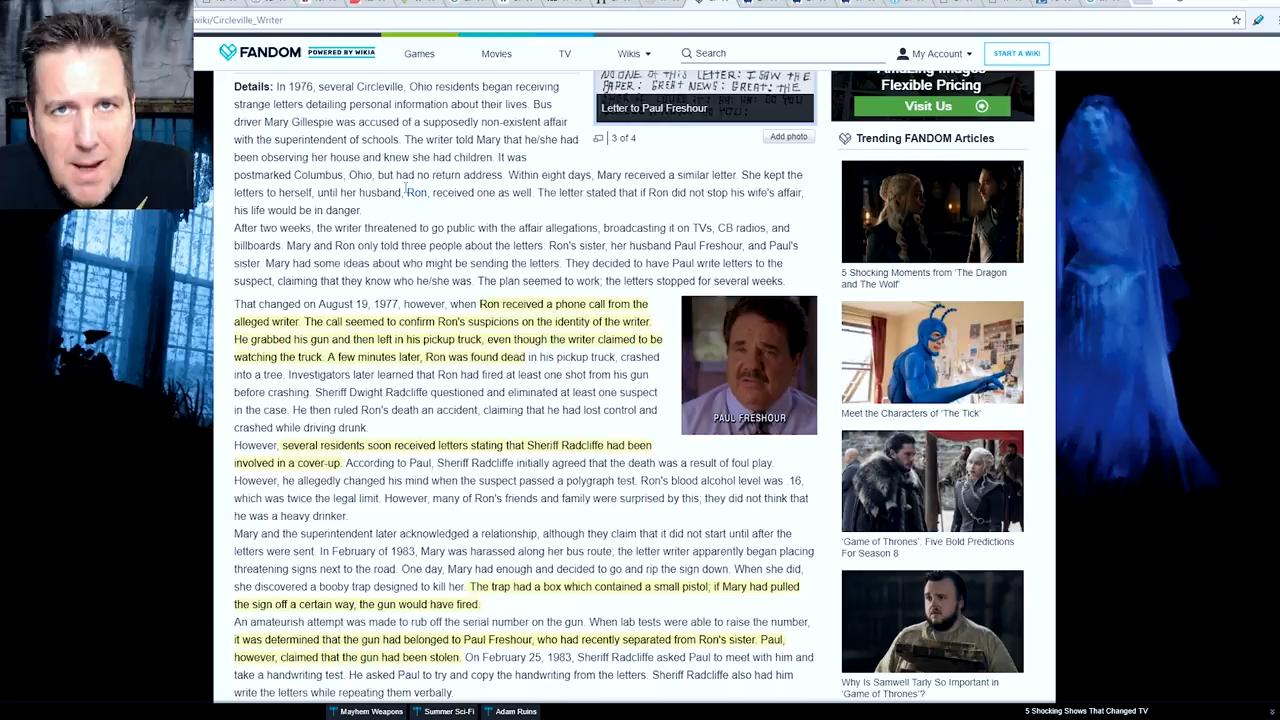 wiki/Circleville_Writer
FANDOM POWERED BY WIKIA Games Movies TV Wikis Search My Account START A WIKI
Details: In 1976, several Circleville, Ohio residents began receiving
strange letters detailing personal information about their lives. Bus
driver Mary Gillespie was accused of a supposedly non-existent affair
with the superintendent of schools. The writer told Mary that he/she had
been observing her house and knew she had children. It was
postmarked Columbus, Ohio, but had no return address. Within eight days, Mary received a similar letter. She kept the
letters to herself, until her husband, Ron, received one as well. The letter stated that if Ron did not stop his wife's affair,
his life would be in danger.
NO ONE OF THIS LETTER: I SAW THE
PAPER: GREAT NEWS: GREAT: THE
Letter to Paul Freshour
3 of 4
Add photo
After two weeks, the writer threatened to go public with the affair allegations, broadcasting it on TVs, CB radios, and
billboards. Mary and Ron only told three people about the letters: Ron's sister, her husband Paul Freshour, and Paul's
sister. Mary had some ideas about who might be sending the letters. They decided to have Paul write letters to the
suspect, claiming that they know who he/she was. The plan seemed to work; the letters stopped for several weeks.
That changed on August 19, 1977, however, when Ron received a phone call from the
alleged writer. The call seemed to confirm Ron's suspicions on the identity of the writer.
He grabbed his gun and then left in his pickup truck, even though the writer claimed to be
watching the truck. A few minutes later, Ron was found dead in his pickup truck, crashed
into a tree. Investigators later learned that Ron had fired at least one shot from his gun
before crashing. Sheriff Dwight Radcliffe questioned and eliminated at least one suspect
in the case. He then ruled Ron's death an accident, claiming that he had lost control and
crashed while driving drunk.
PAUL FRESHOUR
However, several residents soon received letters stating that Sheriff Radcliffe had been
involved in a cover-up. According to Paul, Sheriff Radcliffe initially agreed that the death was a result of foul play.
However, he allegedly changed his mind when the suspect passed a polygraph test. Ron's blood alcohol level was .16,
which was twice the legal limit. However, many of Ron's friends and family were surprised by this; they did not think that
he was a heavy drinker.
Mary and the superintendent later acknowledged a relationship, although they claim that it did not start until after the
letters were sent. In February of 1983, Mary was harassed along her bus route; the letter writer apparently began placing
threatening signs next to the road. One day, Mary had enough and decided to go and rip the sign down. When she did,
she discovered a booby trap designed to kill her. The trap had a box which contained a small pistol; if Mary had pulled
the sign off a certain way, the gun would have fired.
An amateurish attempt was made to rub off the serial number on the gun. When lab tests were able to raise the number,
it was determined that the gun had belonged to Paul Freshour, who had recently separated from Ron's sister. Paul,
however, claimed that the gun had been stolen. On February 25, 1983, Sheriff Radcliffe asked Paul to meet with him and
take a handwriting test. He asked Paul to try and copy the handwriting from the letters. Sheriff Radcliffe also had him
write the letters while repeating them verbally.
Amazing Images
Flexible Pricing
Visit Us
Trending FANDOM Articles
5 Shocking Moments from 'The Dragon
and The Wolf'
Meet the Characters of 'The Tick'
'Game of Thrones': Five Bold Predictions
For Season 8
Why Is Samwell Tarly So Important in
'Game of Thrones'?
Mayhem Weapons Summer Sci-Fi Adam Ruins 5 Shocking Shows That Changed TV